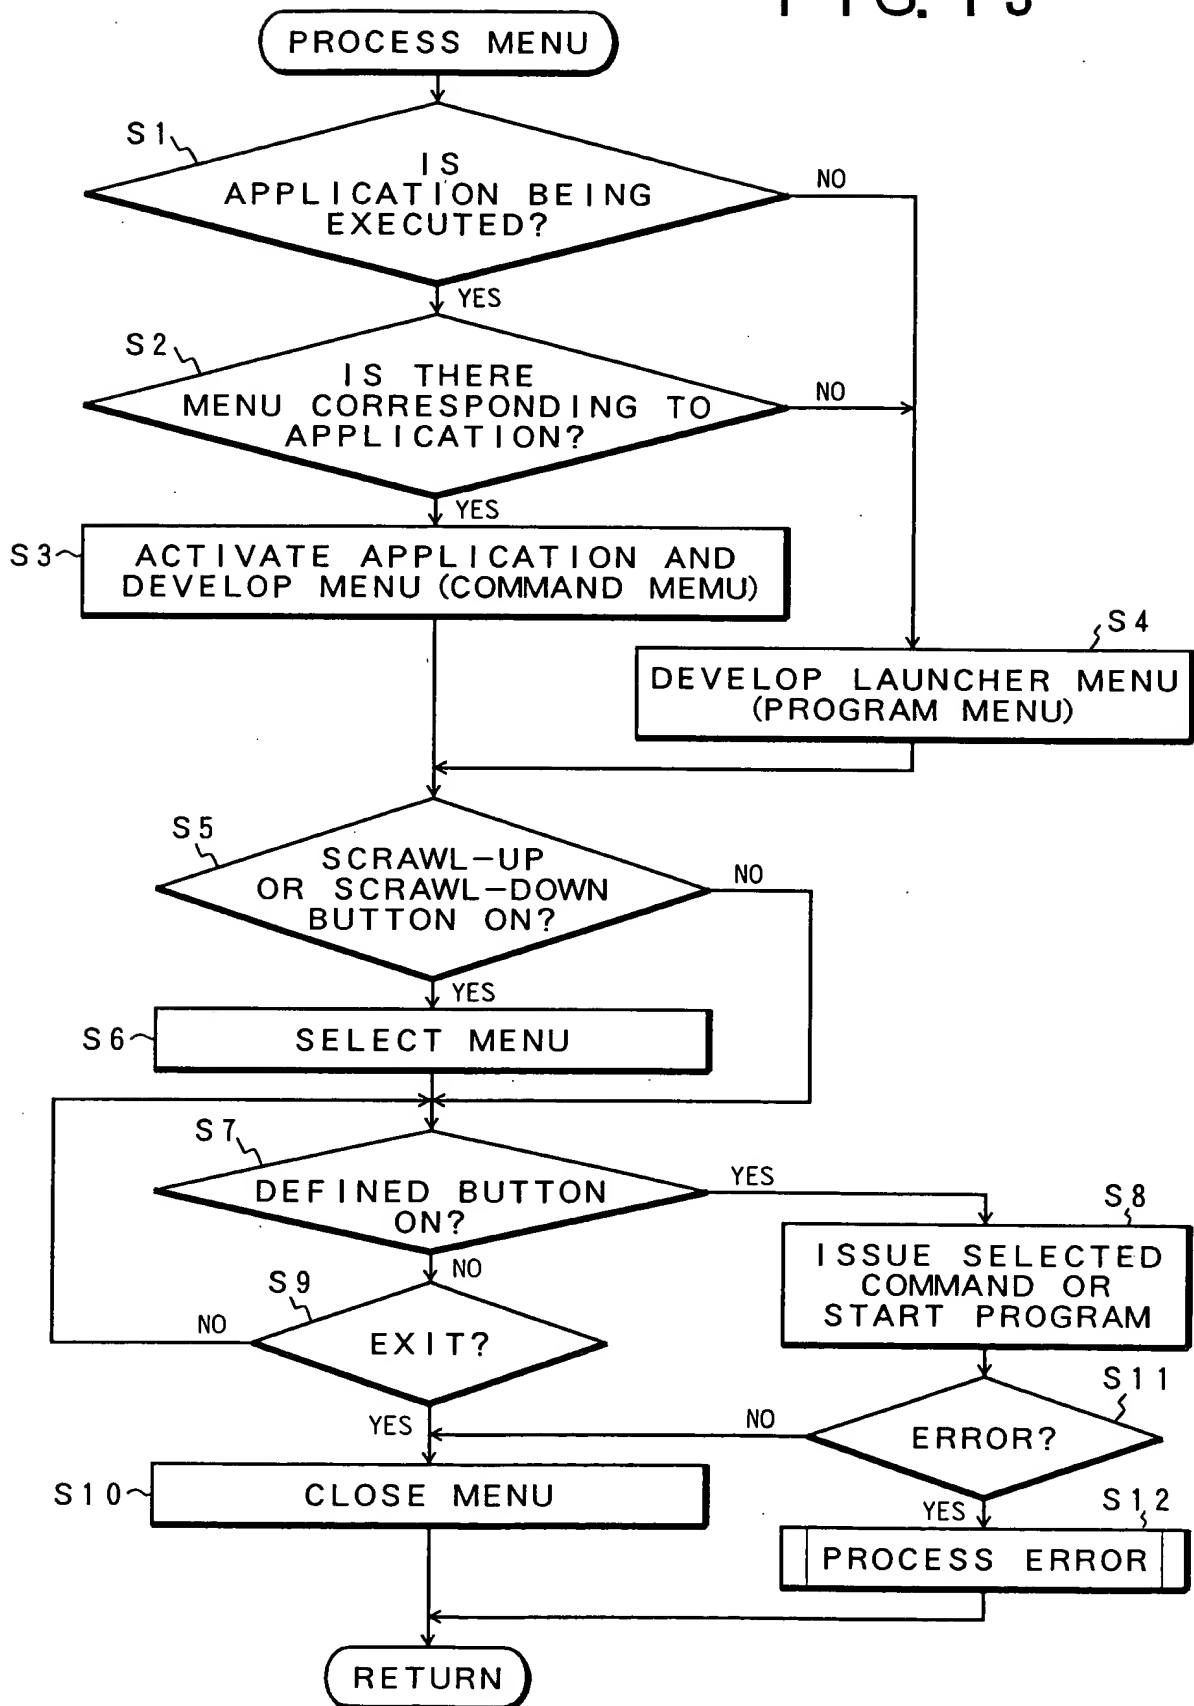 PROCESS MENU
S1
IS
APPLICATION BEING
EXECUTED?
NO
YES
S2
IS THERE
MENU CORRESPONDING TO
APPLICATION?
NO
YES
S3
ACTIVATE APPLICATION AND
DEVELOP MENU (COMMAND MEMU)
S4
DEVELOP LAUNCHER MENU
(PROGRAM MENU)
S5
SCRAWL-UP
OR SCRAWL-DOWN
BUTTON ON?
NO
YES
S6
SELECT MENU
S7
DEFINED BUTTON
ON?
YES
NO
S8
ISSUE SELECTED
COMMAND OR
START PROGRAM
S9
EXIT?
NO
YES
S11
ERROR?
NO
YES
S10
CLOSE MENU
S12
PROCESS ERROR
RETURN